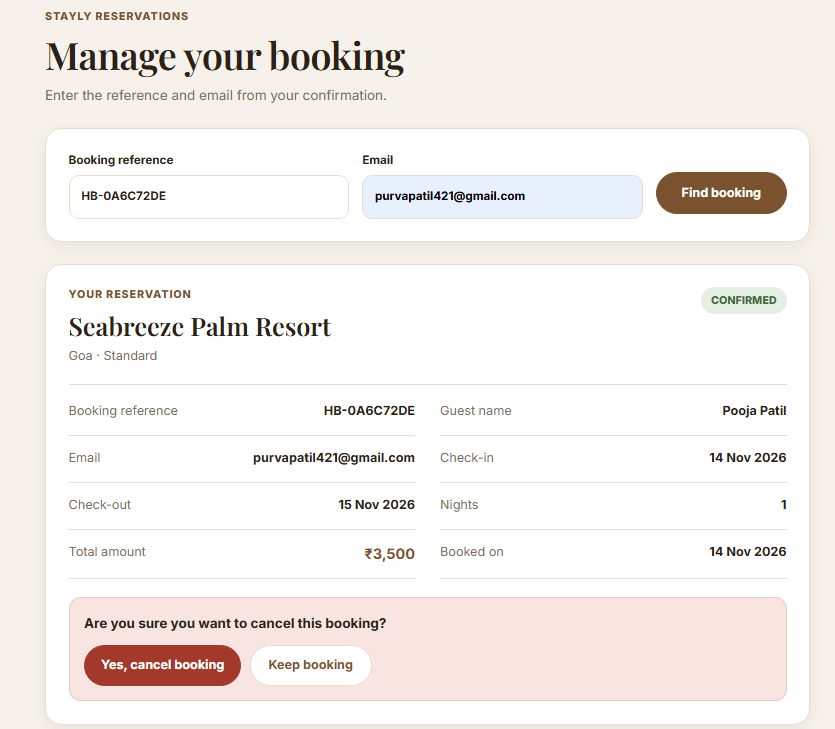 STAYLY RESERVATIONS
Manage your booking
Enter the reference and email from your confirmation.
Booking reference
Email
HB-0A6C72DE
purvapatil421@gmail.com
Find booking
YOUR RESERVATION
CONFIRMED
Seabreeze Palm Resort
Goa · Standard
Booking reference HB-0A6C72DE
Guest name Pooja Patil
Email purvapatil421@gmail.com
Check-in 14 Nov 2026
Check-out 15 Nov 2026
Nights 1
Total amount ₹3,500
Booked on 14 Nov 2026
Are you sure you want to cancel this booking?
Yes, cancel booking
Keep booking